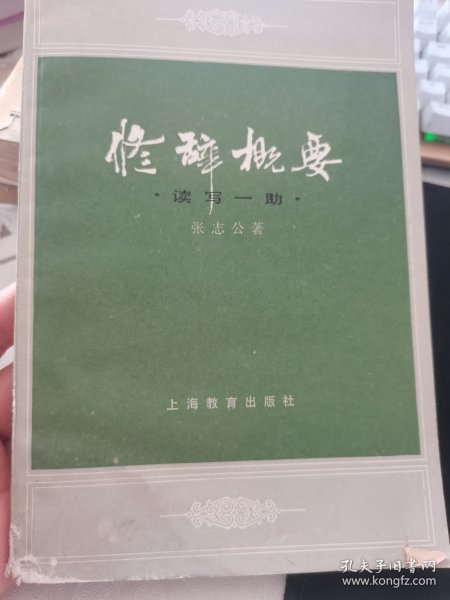 修辞概要
·读写一助·
张志公著
上海教育出版社
孔夫子旧书网
www.kongfz.com